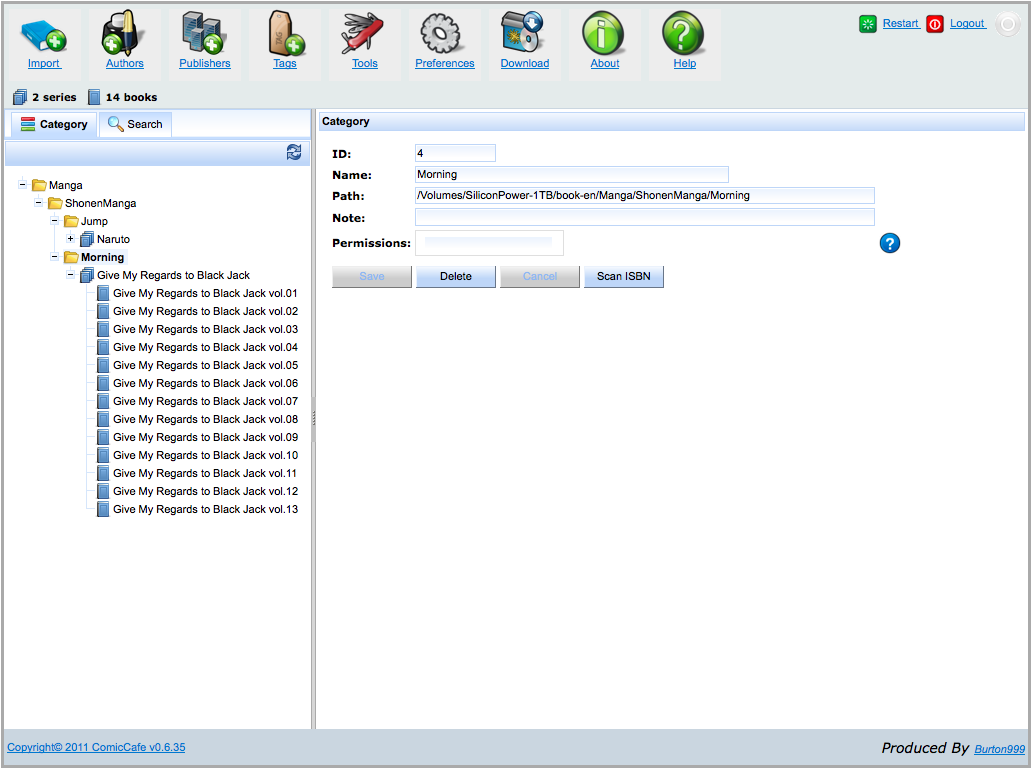 Import Authors Publishers Tags Tools Preferences Download About Help Restart Logout
TAG
2 series 14 books
Category Search
Manga
ShonenManga
Jump
Naruto
Morning
Give My Regards to Black Jack
Give My Regards to Black Jack vol.01
Give My Regards to Black Jack vol.02
Give My Regards to Black Jack vol.03
Give My Regards to Black Jack vol.04
Give My Regards to Black Jack vol.05
Give My Regards to Black Jack vol.06
Give My Regards to Black Jack vol.07
Give My Regards to Black Jack vol.08
Give My Regards to Black Jack vol.09
Give My Regards to Black Jack vol.10
Give My Regards to Black Jack vol.11
Give My Regards to Black Jack vol.12
Give My Regards to Black Jack vol.13
Category
ID: 4
Name: Morning
Path: /Volumes/SiliconPower-1TB/book-en/Manga/ShonenManga/Morning
Note:
Permissions:
Save Delete Cancel Scan ISBN
Copyright© 2011 ComicCafe v0.6.35
Produced By Burton999